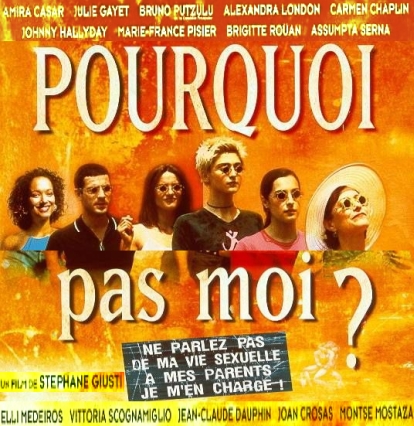 AMIRA CASAR JULIE GAYET BRUNO PUTZULU ALEXANDRA LONDON CARMEN CHAPLIN
JOHNNY HALLYDAY MARIE-FRANCE PISIER BRIGITTE ROUAN ASSUMPTA SERNA
POURQUOI
pas moi ?
NE PARLEZ PAS
DE MA VIE SEXUELLE
A MES PARENTS
JE M'EN CHARGE !
UN FILM DE STEPHANE GIUSTI
ELLI MEDEIROS VITTORIA SCOGNAMIGLIO JEAN-CLAUDE DAUPHIN JOAN CROSAS MONTSE MOSTAZA